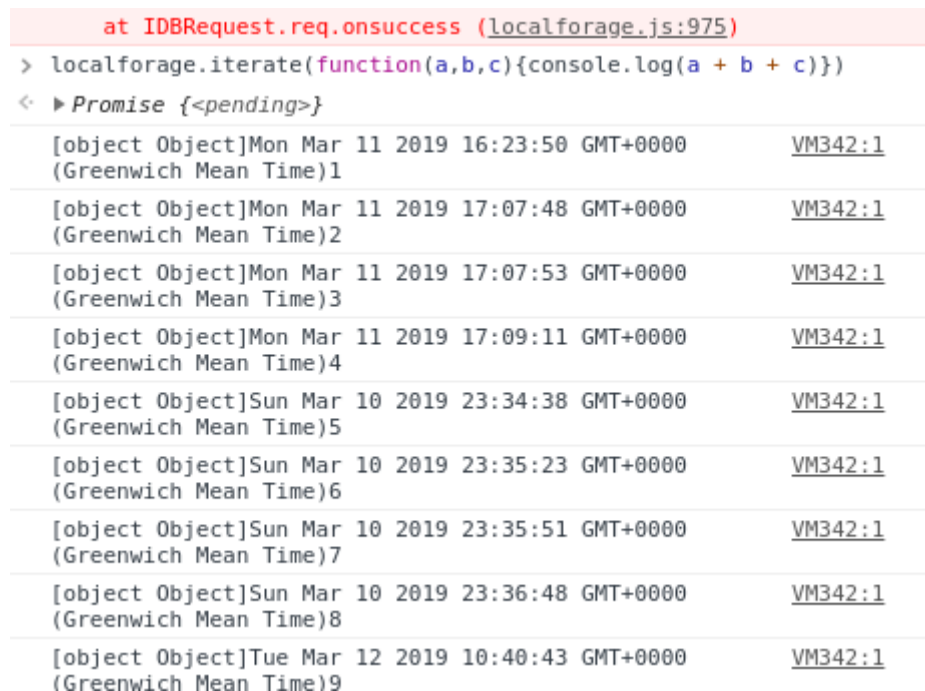 at IDBRequest.req.onsuccess (localforage.js:975)
> localforage.iterate(function(a,b,c){console.log(a + b + c)})
Promise {<pending>}
[object Object]Mon Mar 11 2019 16:23:50 GMT+0000 VM342:1
(Greenwich Mean Time)1
[object Object]Mon Mar 11 2019 17:07:48 GMT+0000 VM342:1
(Greenwich Mean Time)2
[object Object]Mon Mar 11 2019 17:07:53 GMT+0000 VM342:1
(Greenwich Mean Time)3
[object Object]Mon Mar 11 2019 17:09:11 GMT+0000 VM342:1
(Greenwich Mean Time)4
[object Object]Sun Mar 10 2019 23:34:38 GMT+0000 VM342:1
(Greenwich Mean Time)5
[object Object]Sun Mar 10 2019 23:35:23 GMT+0000 VM342:1
(Greenwich Mean Time)6
[object Object]Sun Mar 10 2019 23:35:51 GMT+0000 VM342:1
(Greenwich Mean Time)7
[object Object]Sun Mar 10 2019 23:36:48 GMT+0000 VM342:1
(Greenwich Mean Time)8
[object Object]Tue Mar 12 2019 10:40:43 GMT+0000 VM342:1
(Greenwich Mean Time)9